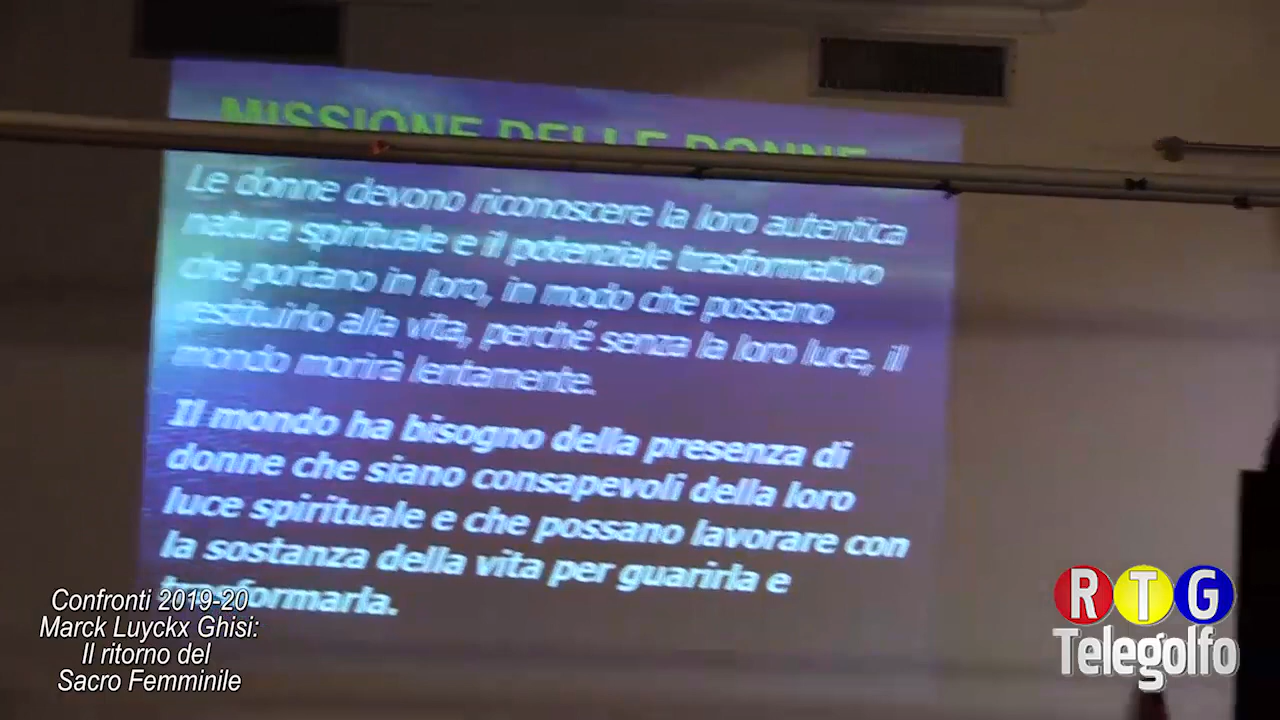 MISSIONE DELLE DONNE
Le donne devono riconoscere la loro autentica
natura spirituale e il potenziale trasformativo
che portano in loro, in modo che possano
restituirlo alla vita, perché senza la loro luce, il
mondo morirà lentamente.
Il mondo ha bisogno della presenza di
donne che siano consapevoli della loro
luce spirituale e che possano lavorare con
la sostanza della vita per guarirla e
trasformarla.
Confronti 2019-20
Marck Luyckx Ghisi:
Il ritorno del
Sacro Femminile
RTG
Telegolfo